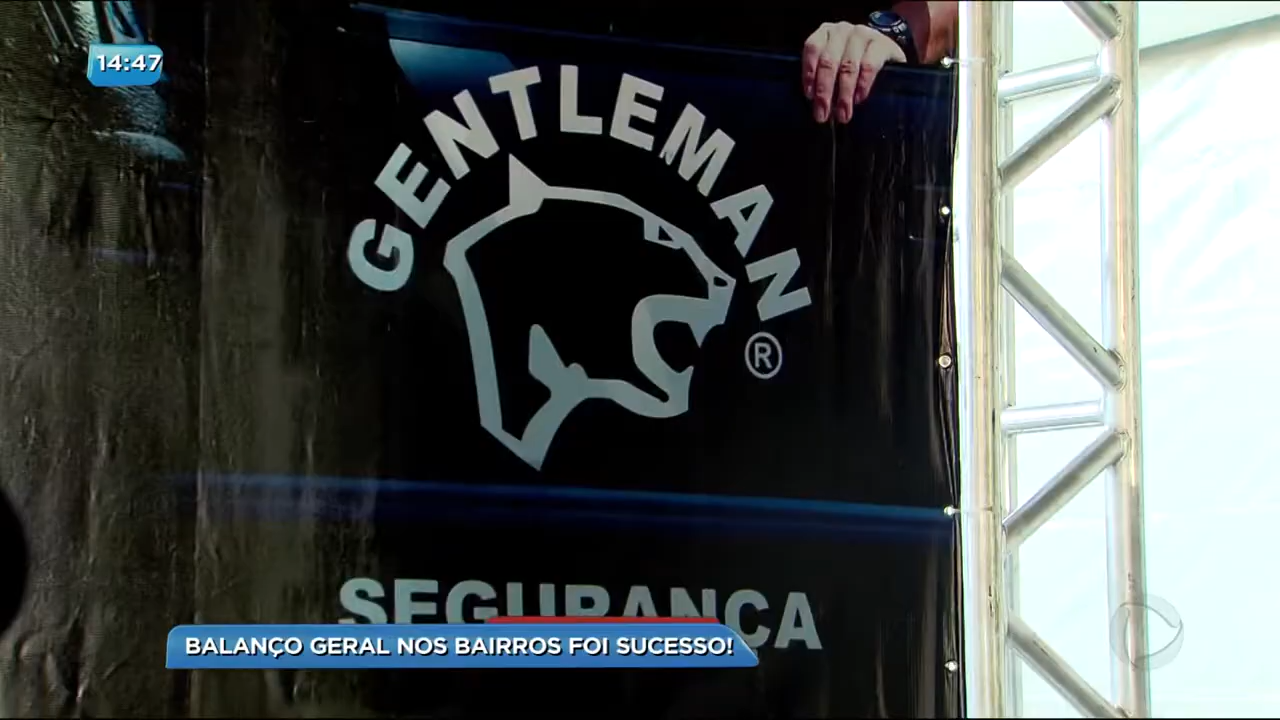 14:47
GENTLEMAN
®
SEGURANÇA
BALANÇO GERAL NOS BAIRROS FOI SUCESSO!